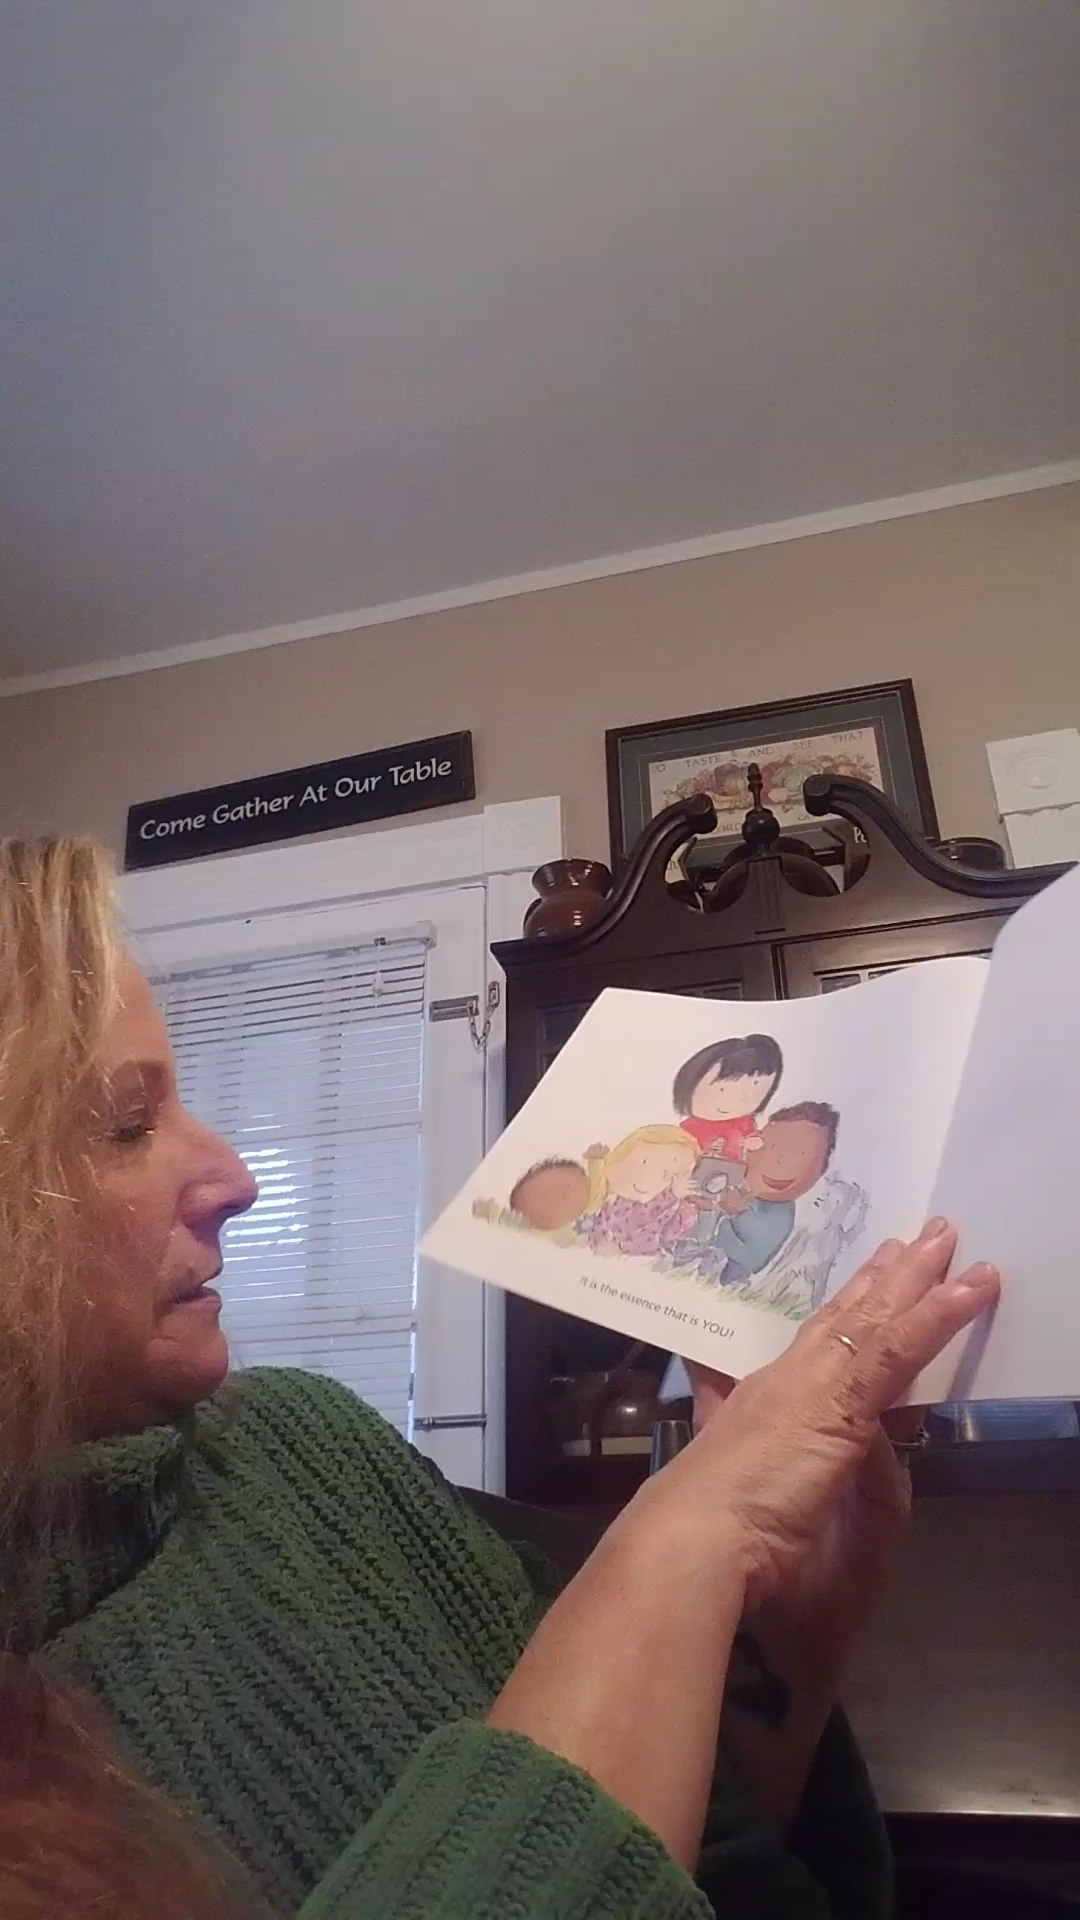 Come Gather At Our Table
O TASTE AND SEE THAT
It is the essence that is YOU!